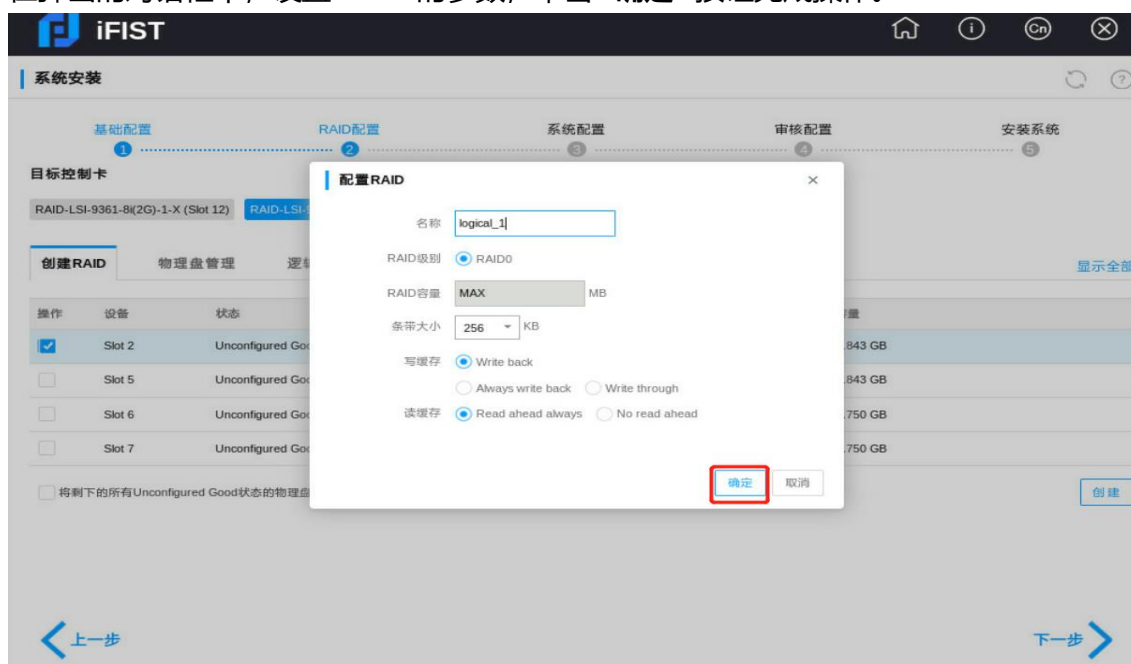 iFIST
Cn
系统安装
基础配置 RAID配置 系统配置 审核配置 安装系统
1 2 3 4 5
目标控制卡
RAID-LSI-9361-8i(2G)-1-X (Slot 12) RAID-LSI-
配置RAID ×
名称 logical_1
RAID级别 RAID0
RAID容量 MAX MB
条带大小 256 KB
写缓存 Write back
Always write back Write through
读缓存 Read ahead always No read ahead
确定 取消
创建RAID 物理盘管理 显示全部
操作 设备 状态
Slot 2 Unconfigured Goo .843 GB
Slot 5 Unconfigured Goo .843 GB
Slot 6 Unconfigured Goo .750 GB
Slot 7 Unconfigured Goo .750 GB
将剩下的所有Unconfigured Good状态的物理盘 创建
上一步 下一步